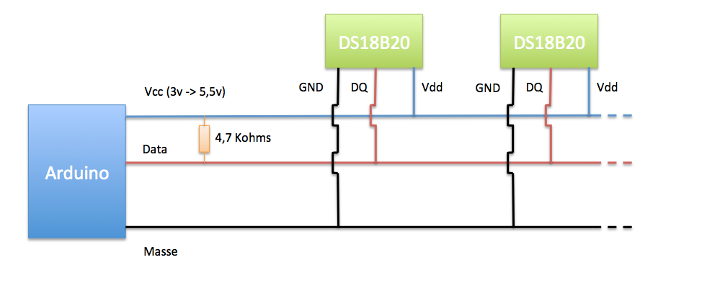 DS18B20
DS18B20
Vcc (3v -> 5,5v)
GND
DQ
Vdd
GND
DQ
Vdd
4,7 Kohms
Data
Arduino
Masse